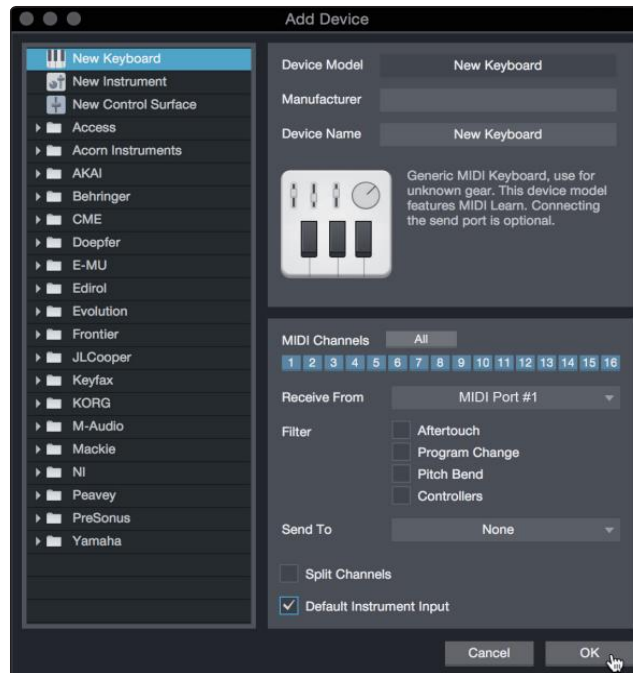 Add Device
New Keyboard
New Instrument
New Control Surface
Access
Acorn Instruments
AKAI
Behringer
CME
Doepfer
E-MU
Edirol
Evolution
Frontier
JLCooper
Keyfax
KORG
M-Audio
Mackie
NI
Peavey
PreSonus
Yamaha
Device Model New Keyboard
Manufacturer
Device Name New Keyboard
Generic MIDI Keyboard, use for
unknown gear. This device model
features MIDI Learn. Connecting
the send port is optional.
MIDI Channels All
1 2 3 4 5 6 7 8 9 10 11 12 13 14 15 16
Receive From MIDI Port #1
Filter Aftertouch
Program Change
Pitch Bend
Controllers
Send To None
Split Channels
Default Instrument Input
Cancel OK